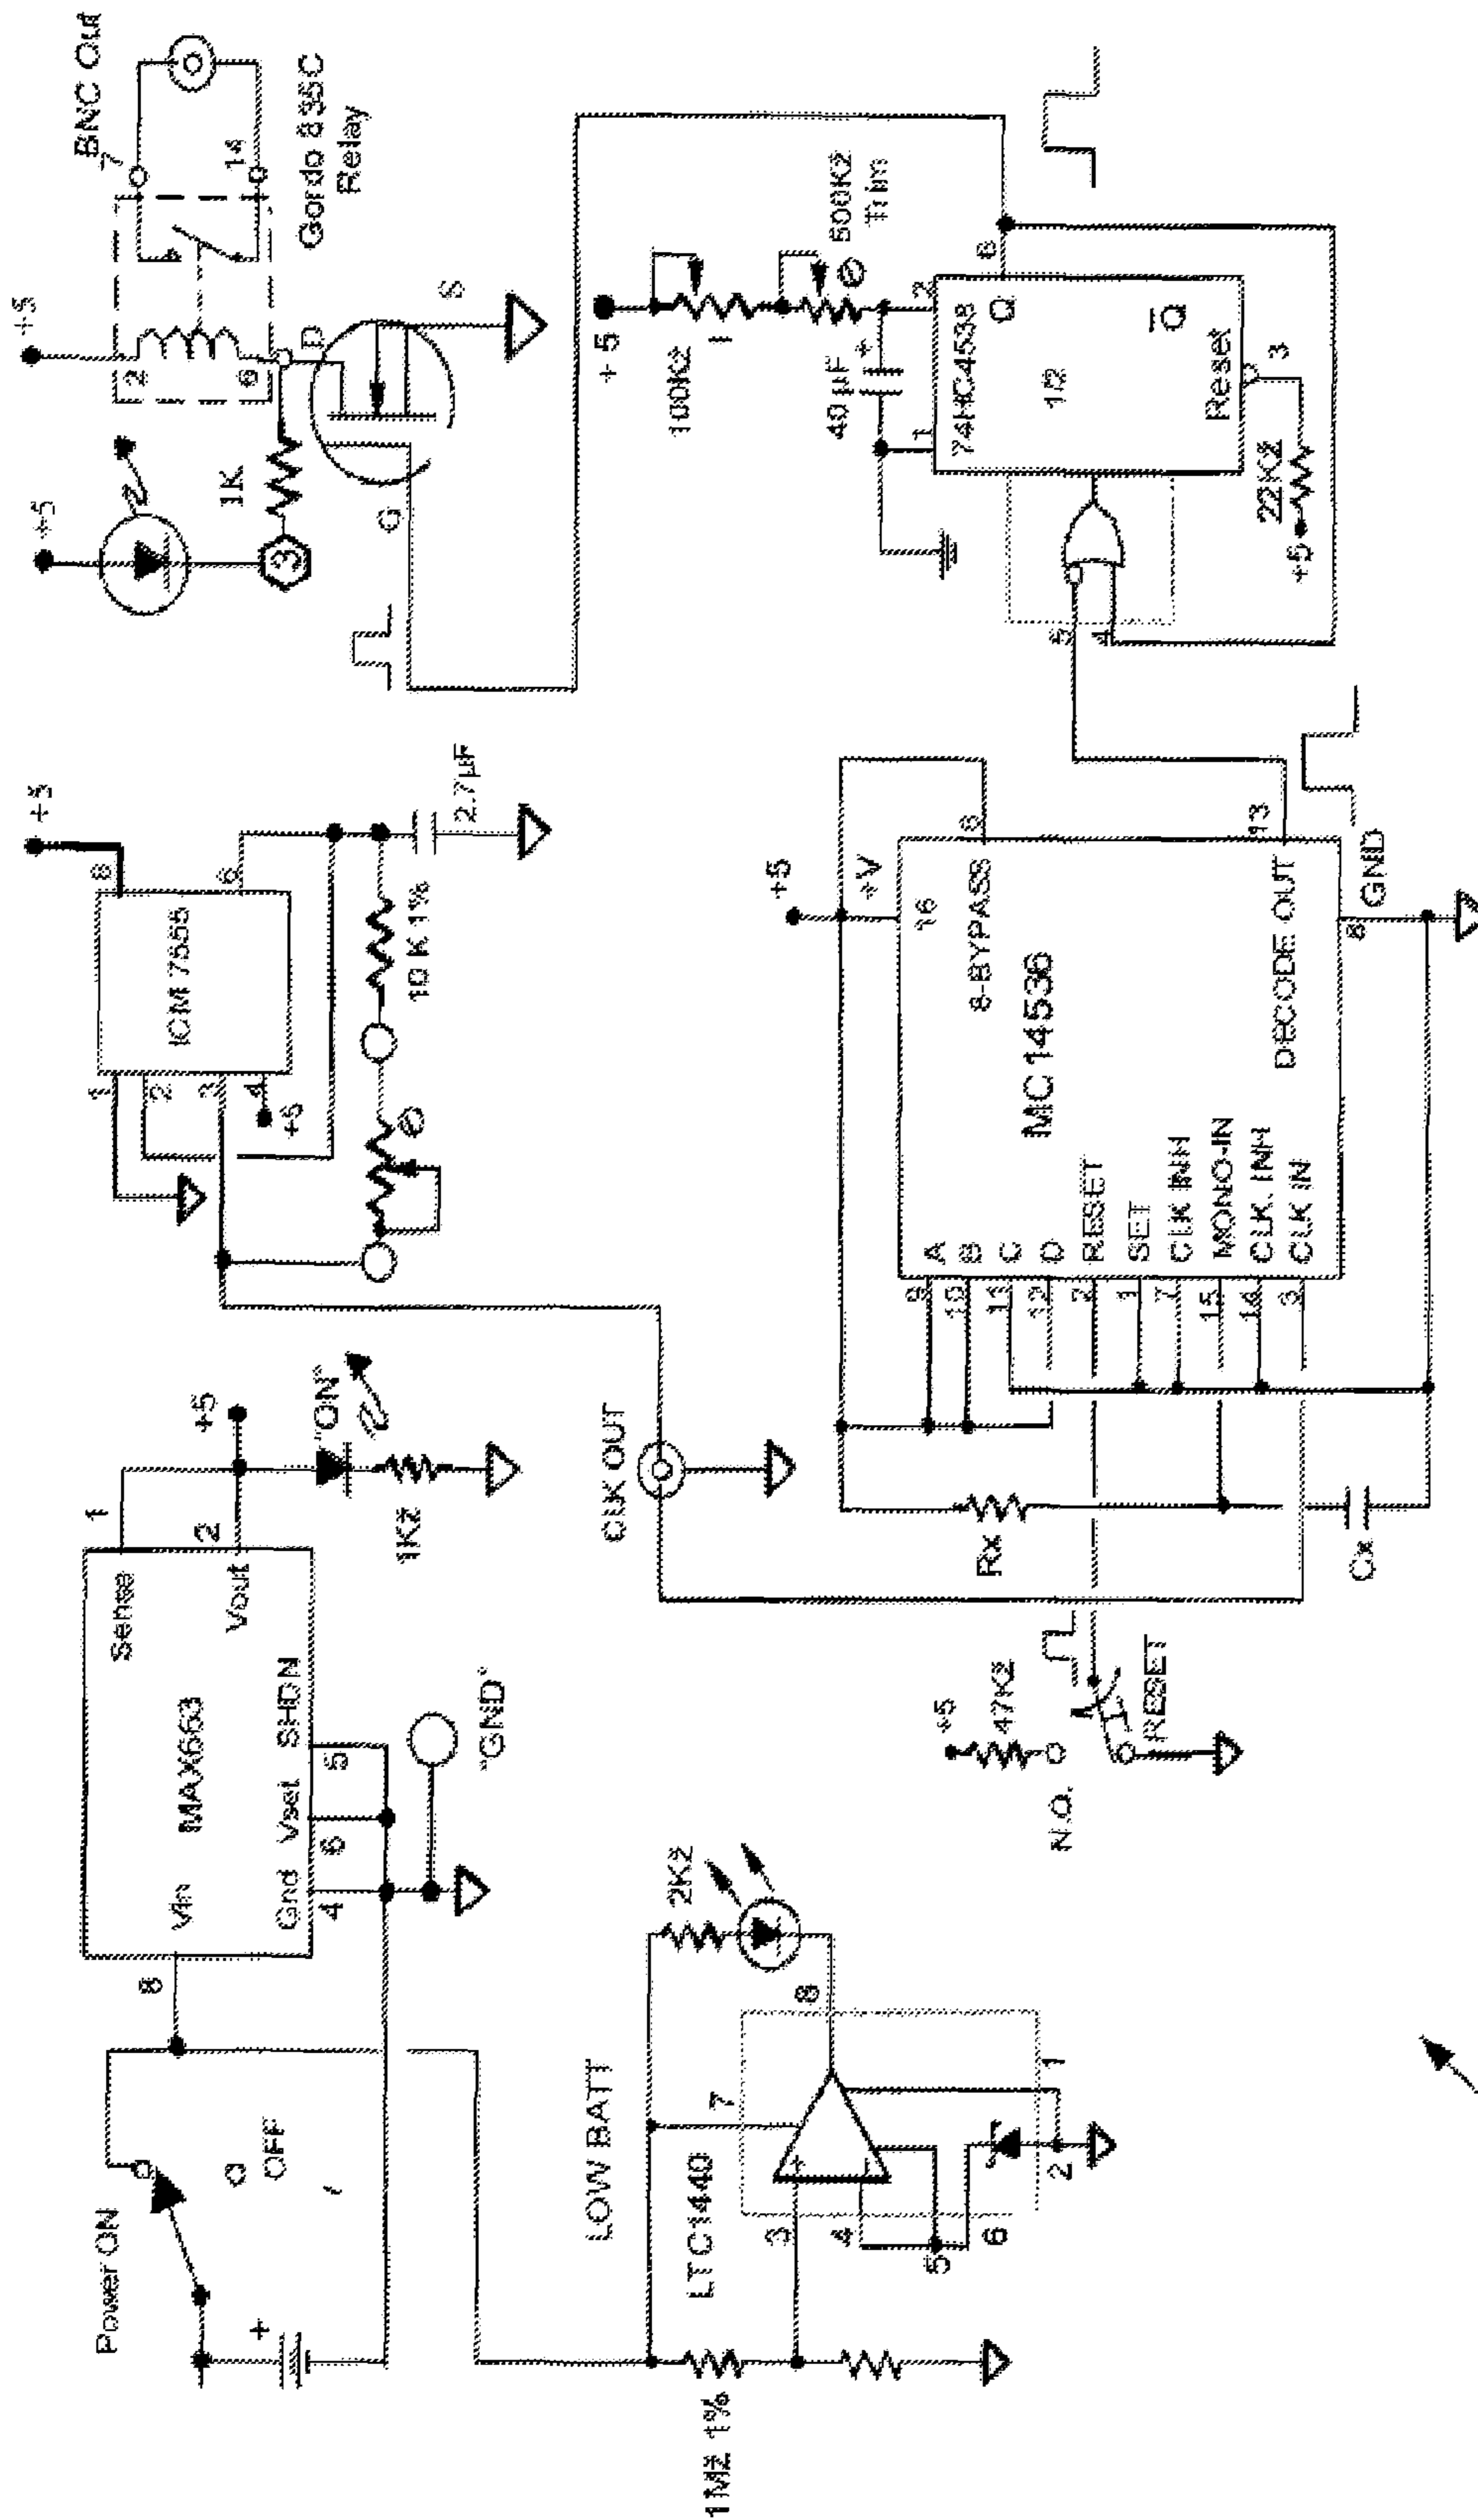 Power ON
OFF
+
8
Vin
MAX663
Sense
Vout
Gnd
Vset
SHDN
4
6
5
1
2
+5
"ON"
1KΩ
"GND"
LOW BATT
LTC1440
1MΩ 1%
2KΩ
7
8
3
4
5
6
2
1
+
+5
8
1
2
3
4
+5
6
ICM 7555
10 K 1%
2.7µF
CLK OUT
+5
47KΩ
N.O.
RESET
Rx
Cx
+5
+V
16
8-BYPASS
6
MC14536
DECODE OUT
13
8
GND
9
A
10
B
11
C
12
D
2
RESET
1
SET
7
CLK INH
15
MONO-IN
14
CLK. INH
3
CLK IN
+5
3
1K
+5
2
6
7
14
BNC Out
Gordo 835C
Relay
D
G
S
+5
100KΩ
500KΩ
Trim
40 µF
+
1
2
74HC4538
1/2
Q
6
Q̅
Reset
3
22KΩ
+5
5
4